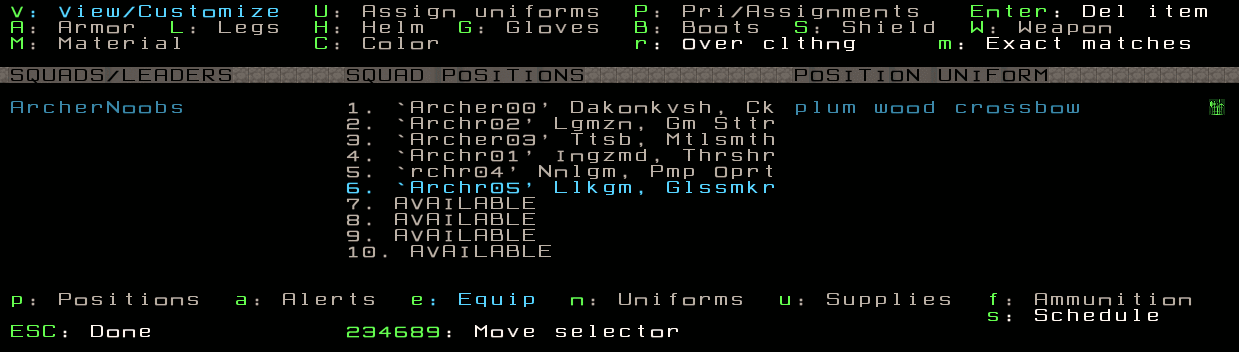 v: View/Customize U: Assign uniforms P: Pri/Assignments Enter: Del item
A: Armor L: Legs H: Helm G: Gloves B: Boots S: Shield W: Weapon
M: Material C: Color r: Over clthng m: Exact matches
SQUADS/LEADERS SQUAD POSITIONS POSITION UNIFORM
ArcherNoobs 1. `Archer00' Dakonkvsh, Ck plum wood crossbow
2. `Archr02' Lgmzn, Gm Sttr
3. `Archer03' Ttsb, Mtlsmth
4. `Archr01' Ingzmd, Thrshr
5. `rchr04' Nnlgm, Pmp Oprt
6. `Archr05' Llkgm, Glssmkr
7. AVAILABLE
8. AVAILABLE
9. AVAILABLE
10. AVAILABLE
p: Positions a: Alerts e: Equip n: Uniforms u: Supplies f: Ammunition
s: Schedule
ESC: Done 234689: Move selector